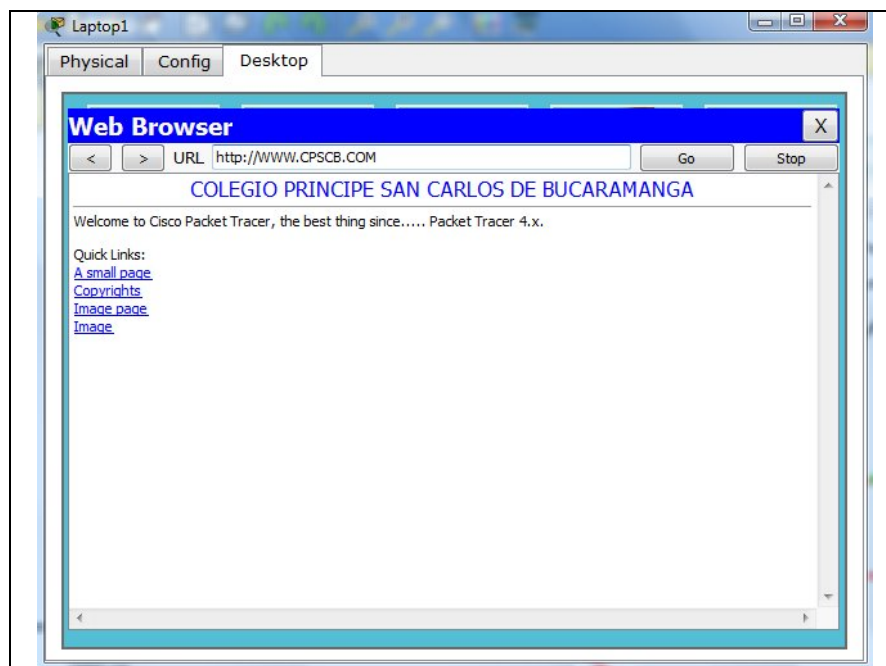 Laptop1
Physical Config Desktop
Web Browser X
< > URL http://WWW.CPSCB.COM Go Stop
COLEGIO PRINCIPE SAN CARLOS DE BUCARAMANGA
Welcome to Cisco Packet Tracer, the best thing since..... Packet Tracer 4.x.
Quick Links:
A small page
Copyrights
Image page
Image